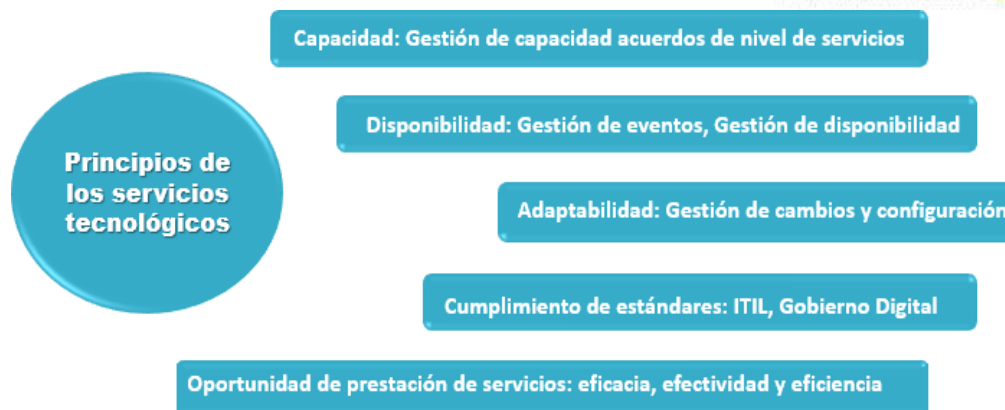 Capacidad: Gestión de capacidad acuerdos de nivel de servicios
Disponibilidad: Gestión de eventos, Gestión de disponibilidad
Principios de
los servicios
tecnológicos
Adaptabilidad: Gestión de cambios y configuración
Cumplimiento de estándares: ITIL, Gobierno Digital
Oportunidad de prestación de servicios: eficacia, efectividad y eficiencia